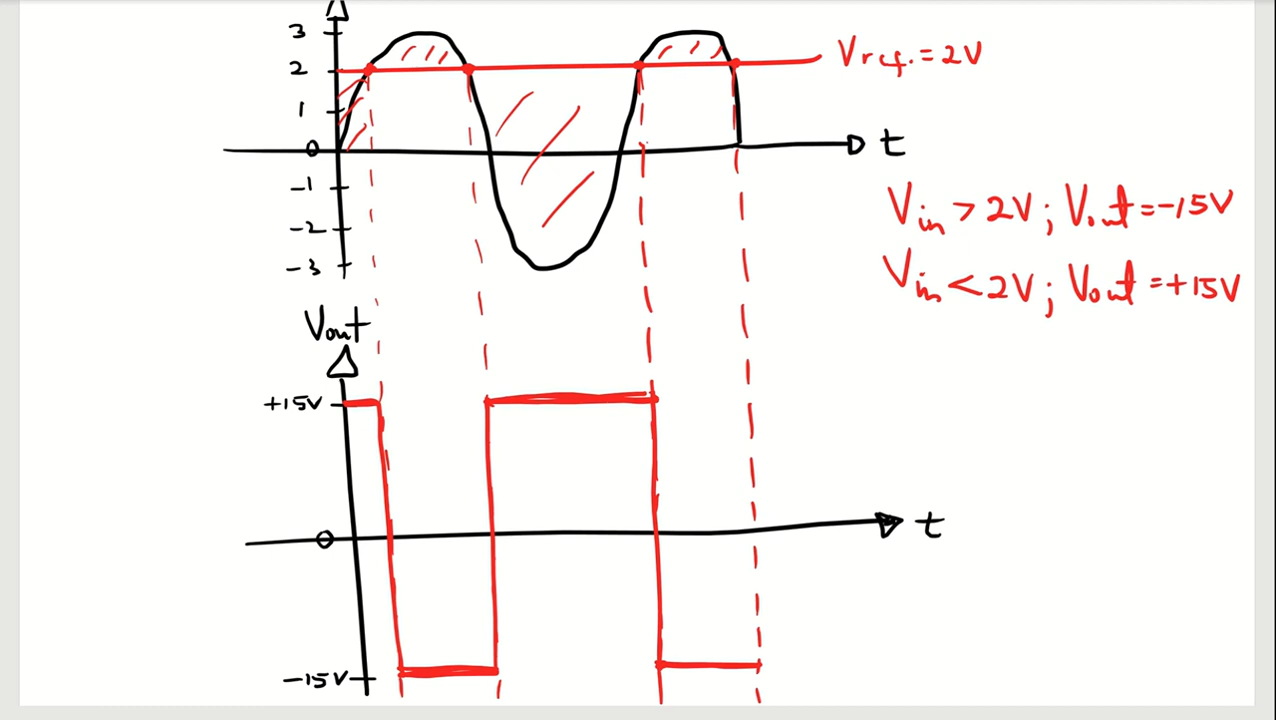 3
2
1
0
-1
-2
-3
Vref. = 2V
t
Vin > 2V; Vout = -15V
Vin < 2V; Vout = +15V
Vout
+15V
0
-15V
t